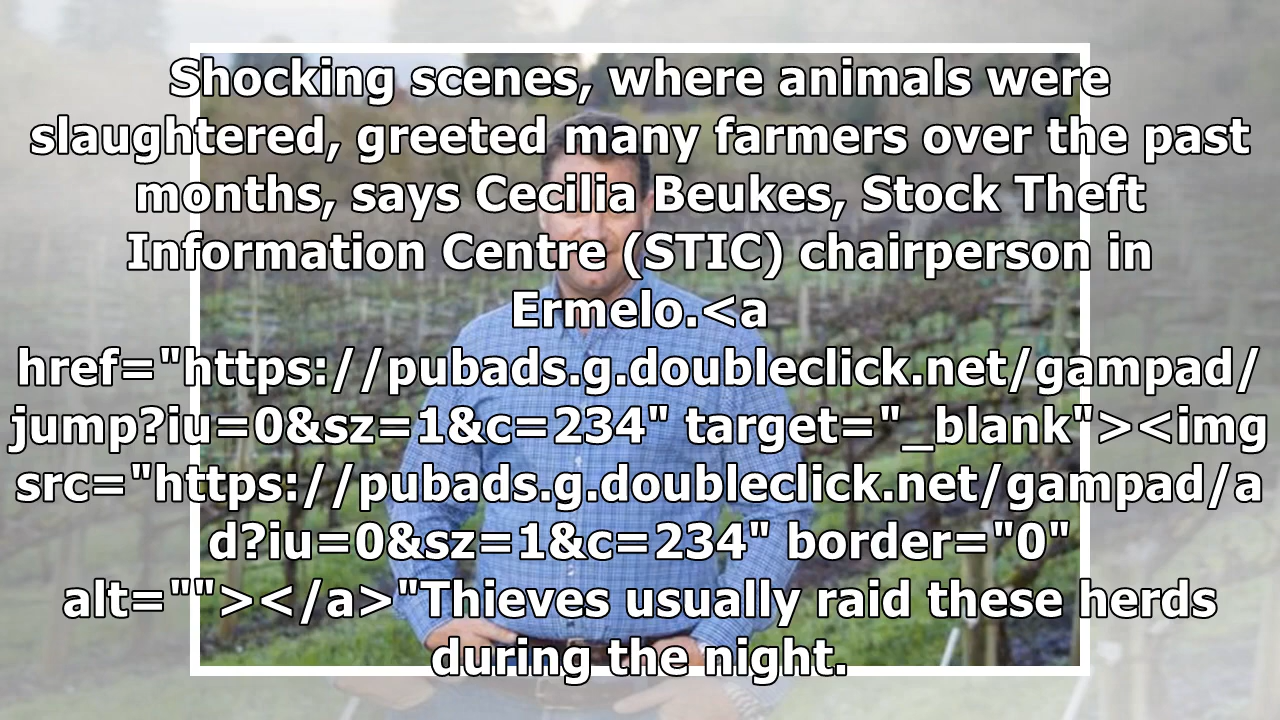 Shocking scenes, where animals were
slaughtered, greeted many farmers over the past
months, says Cecilia Beukes, Stock Theft
Information Centre (STIC) chairperson in
Ermelo.<a
href="https://pubads.g.doubleclick.net/gampad/
jump?iu=0&sz=1&c=234" target="_blank"><img
src="https://pubads.g.doubleclick.net/gampad/a
d?iu=0&sz=1&c=234" border="0"
alt=""></a>"Thieves usually raid these herds
during the night.